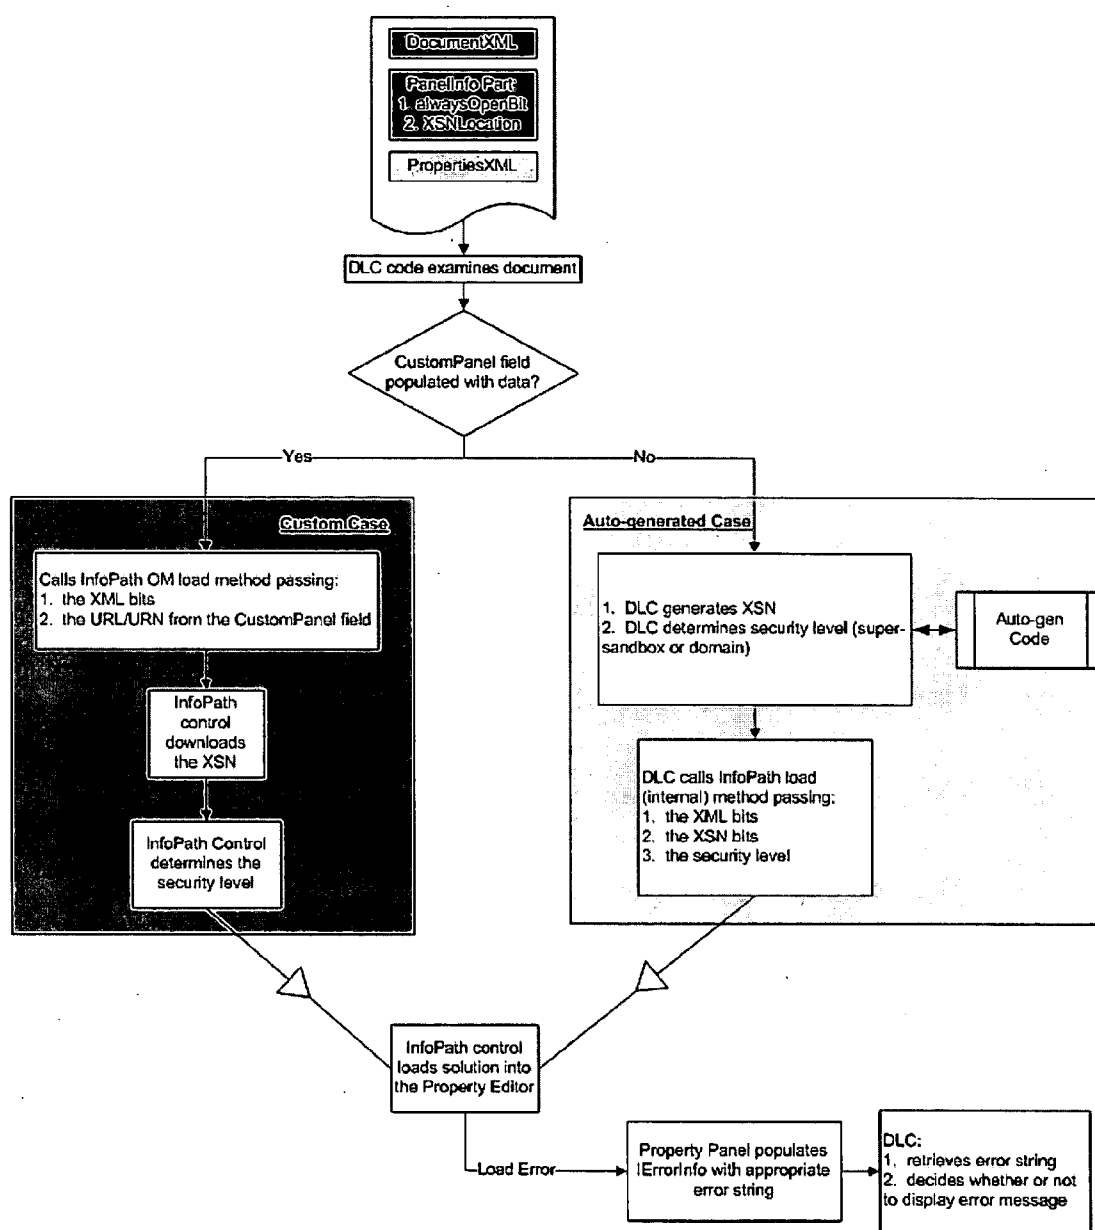 DocumentXML
PanelInfo Part:
1. alwaysOpenBit
2. XSNLocation
PropertiesXML
DLC code examines document
CustomPanel field
populated with data?
Yes
No
Custom Case
Calls InfoPath OM load method passing:
1. the XML bits
2. the URL/URN from the CustomPanel field
InfoPath
control
downloads
the XSN
InfoPath Control
determines the
security level
Auto-generated Case
1. DLC generates XSN
2. DLC determines security level (super-
sandbox or domain)
Auto-gen
Code
DLC calls InfoPath load
(internal) method passing:
1. the XML bits
2. the XSN bits
3. the security level
InfoPath control
loads solution into
the Property Editor
Load Error
Property Panel populates
IErrorInfo with appropriate
error string
DLC:
1. retrieves error string
2. decides whether or not
to display error message